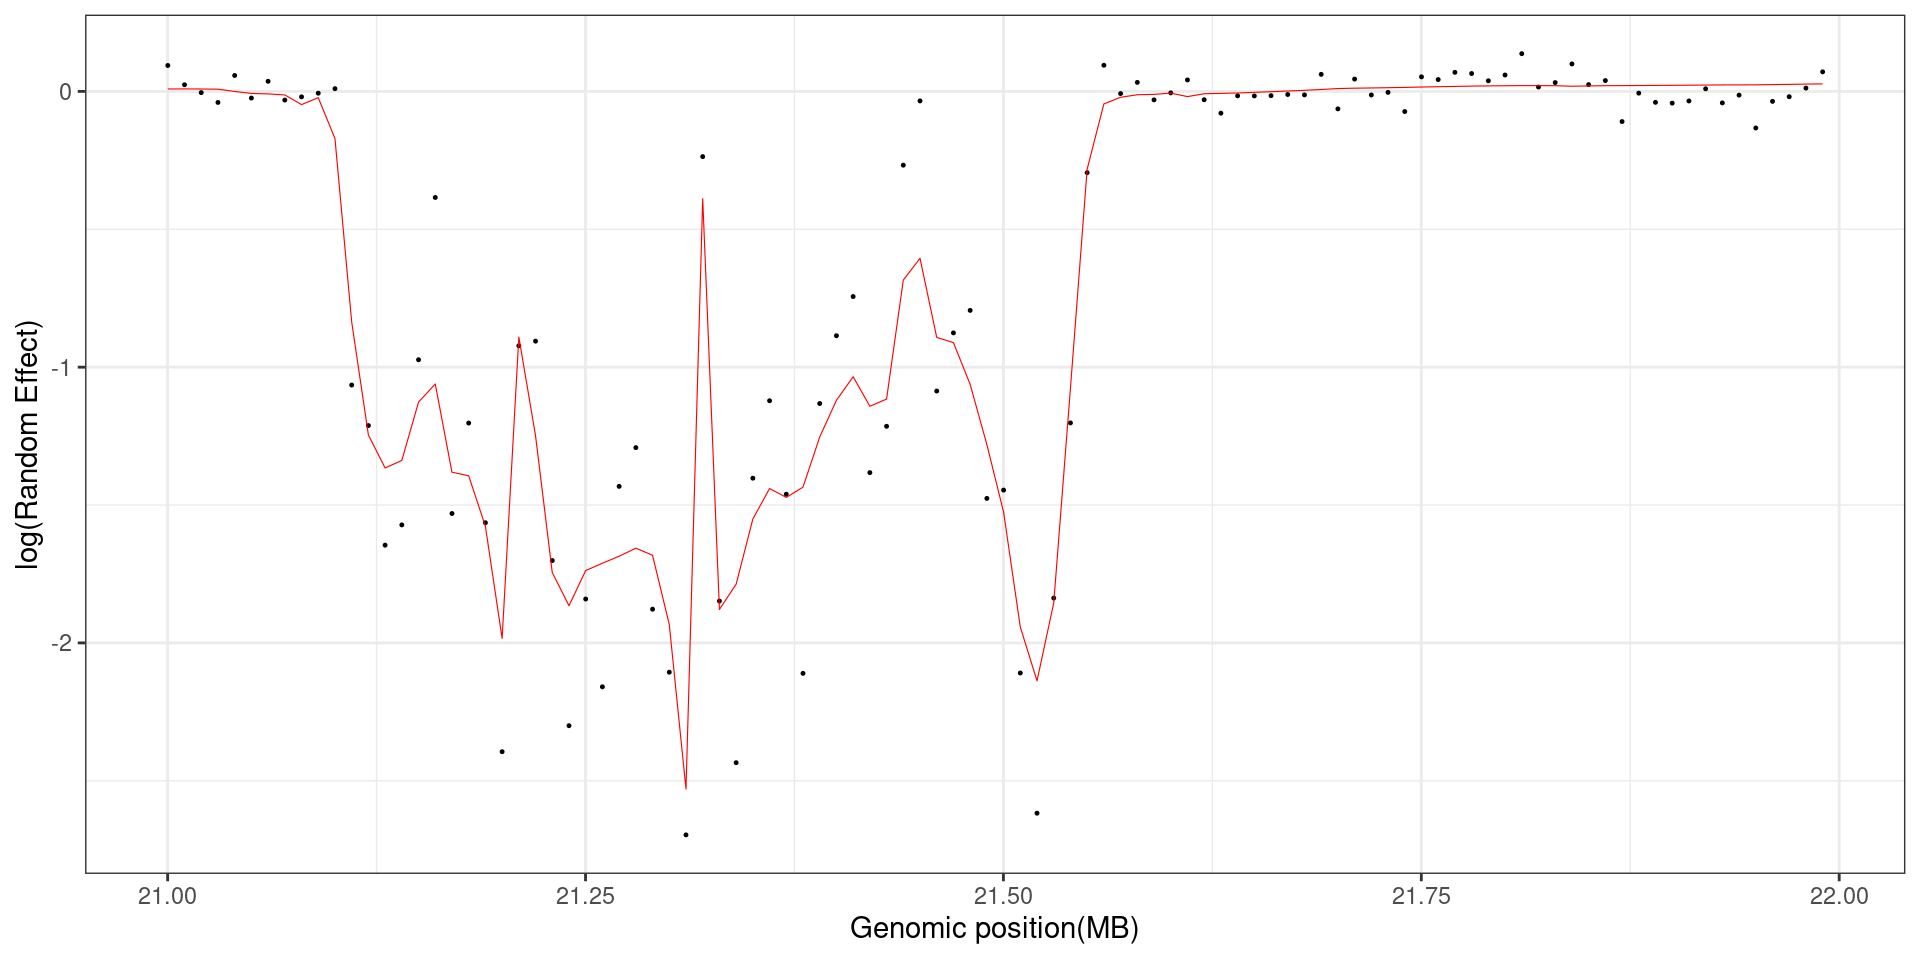 log(Random Effect)
0
-1
-2
21.00 21.25 21.50 21.75 22.00
Genomic position(MB)